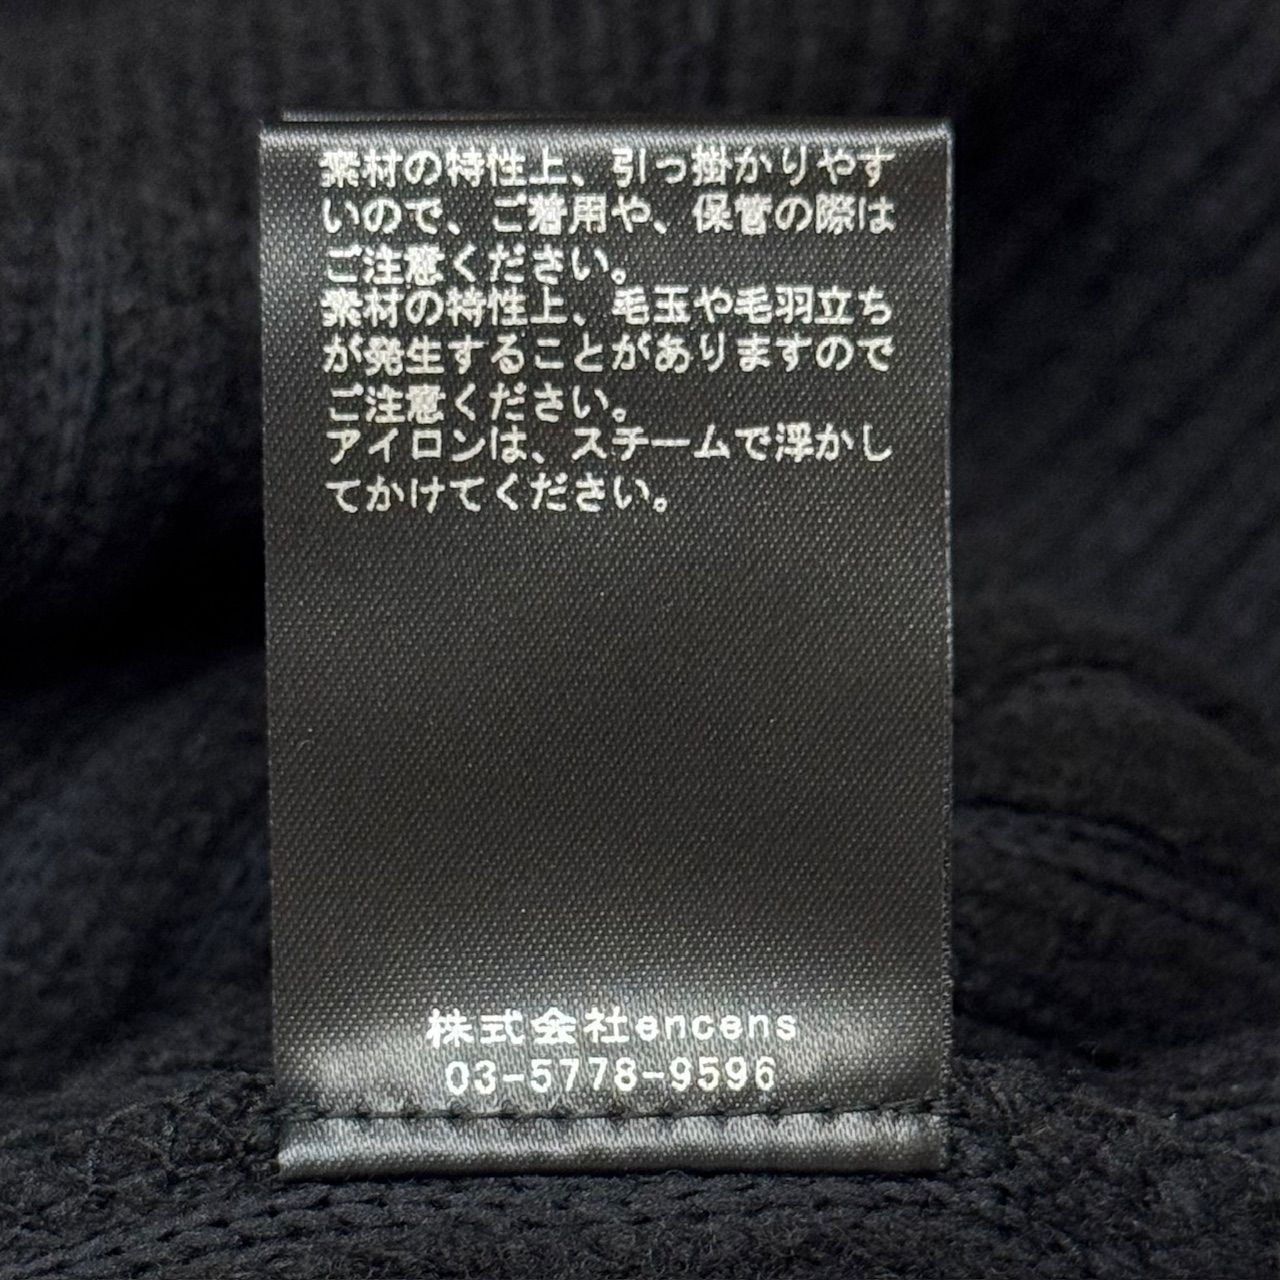 素材の特性上、引っ掛かりやす
いので、ご着用や、保管の際は
ご注意ください。
素材の特性上、毛玉や毛羽立ち
が発生することがありますので
ご注意ください。
アイロンは、スチームで浮かし
てかけてください。
株式会社encens
03-5778-9596